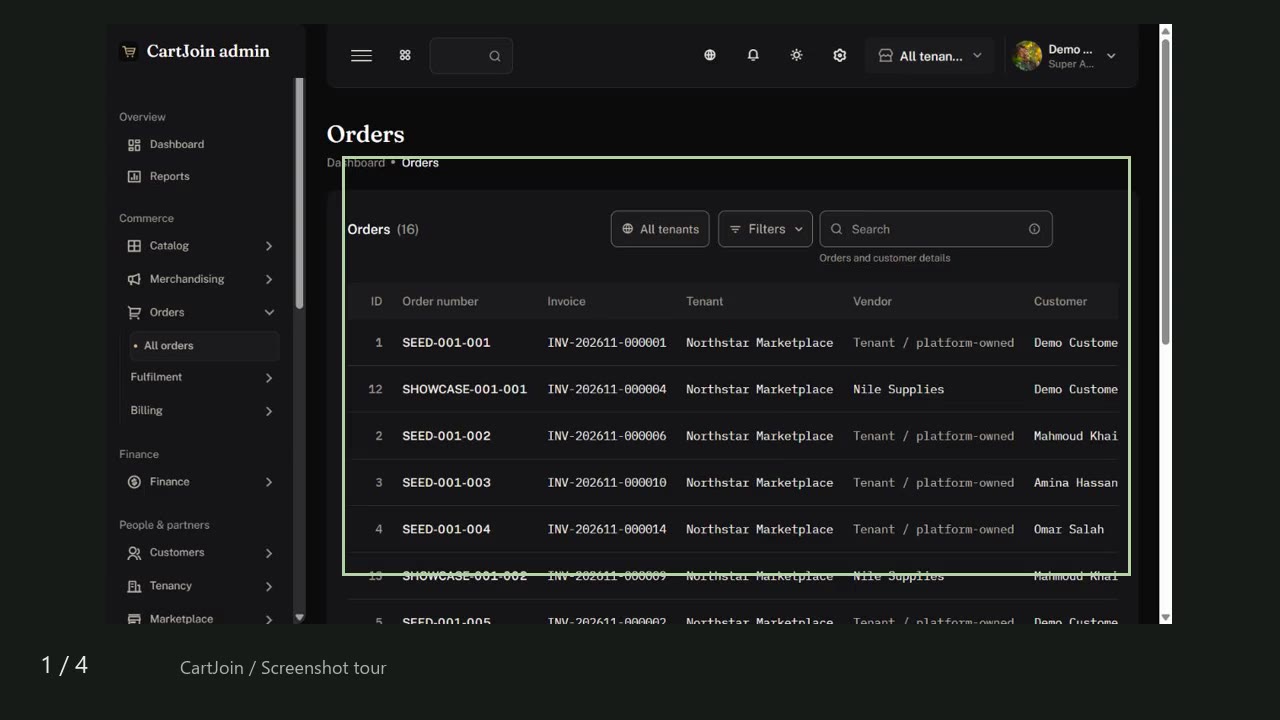 CartJoin admin
All tenan...
Demo ...
Super A...
Overview
Dashboard
Reports
Commerce
Catalog
Merchandising
Orders
All orders
Fulfilment
Billing
Finance
Finance
People & partners
Customers
Tenancy
Marketplace
Orders
Dashboard • Orders
Orders (16)
All tenants
Filters
Search
Orders and customer details
ID Order number Invoice Tenant Vendor Customer
1 SEED-001-001 INV-202611-000001 Northstar Marketplace Tenant / platform-owned Demo Custome
12 SHOWCASE-001-001 INV-202611-000004 Northstar Marketplace Nile Supplies Demo Custome
2 SEED-001-002 INV-202611-000006 Northstar Marketplace Tenant / platform-owned Mahmoud Khai
3 SEED-001-003 INV-202611-000010 Northstar Marketplace Tenant / platform-owned Amina Hassan
4 SEED-001-004 INV-202611-000014 Northstar Marketplace Tenant / platform-owned Omar Salah
13 SHOWCASE-001-002 INV-202611-000009 Northstar Marketplace Nile Supplies Mahmoud Khai
5 SEED-001-005 INV-202611-000002 Northstar Marketplace Tenant / platform-owned Demo Custome
1 / 4
CartJoin / Screenshot tour